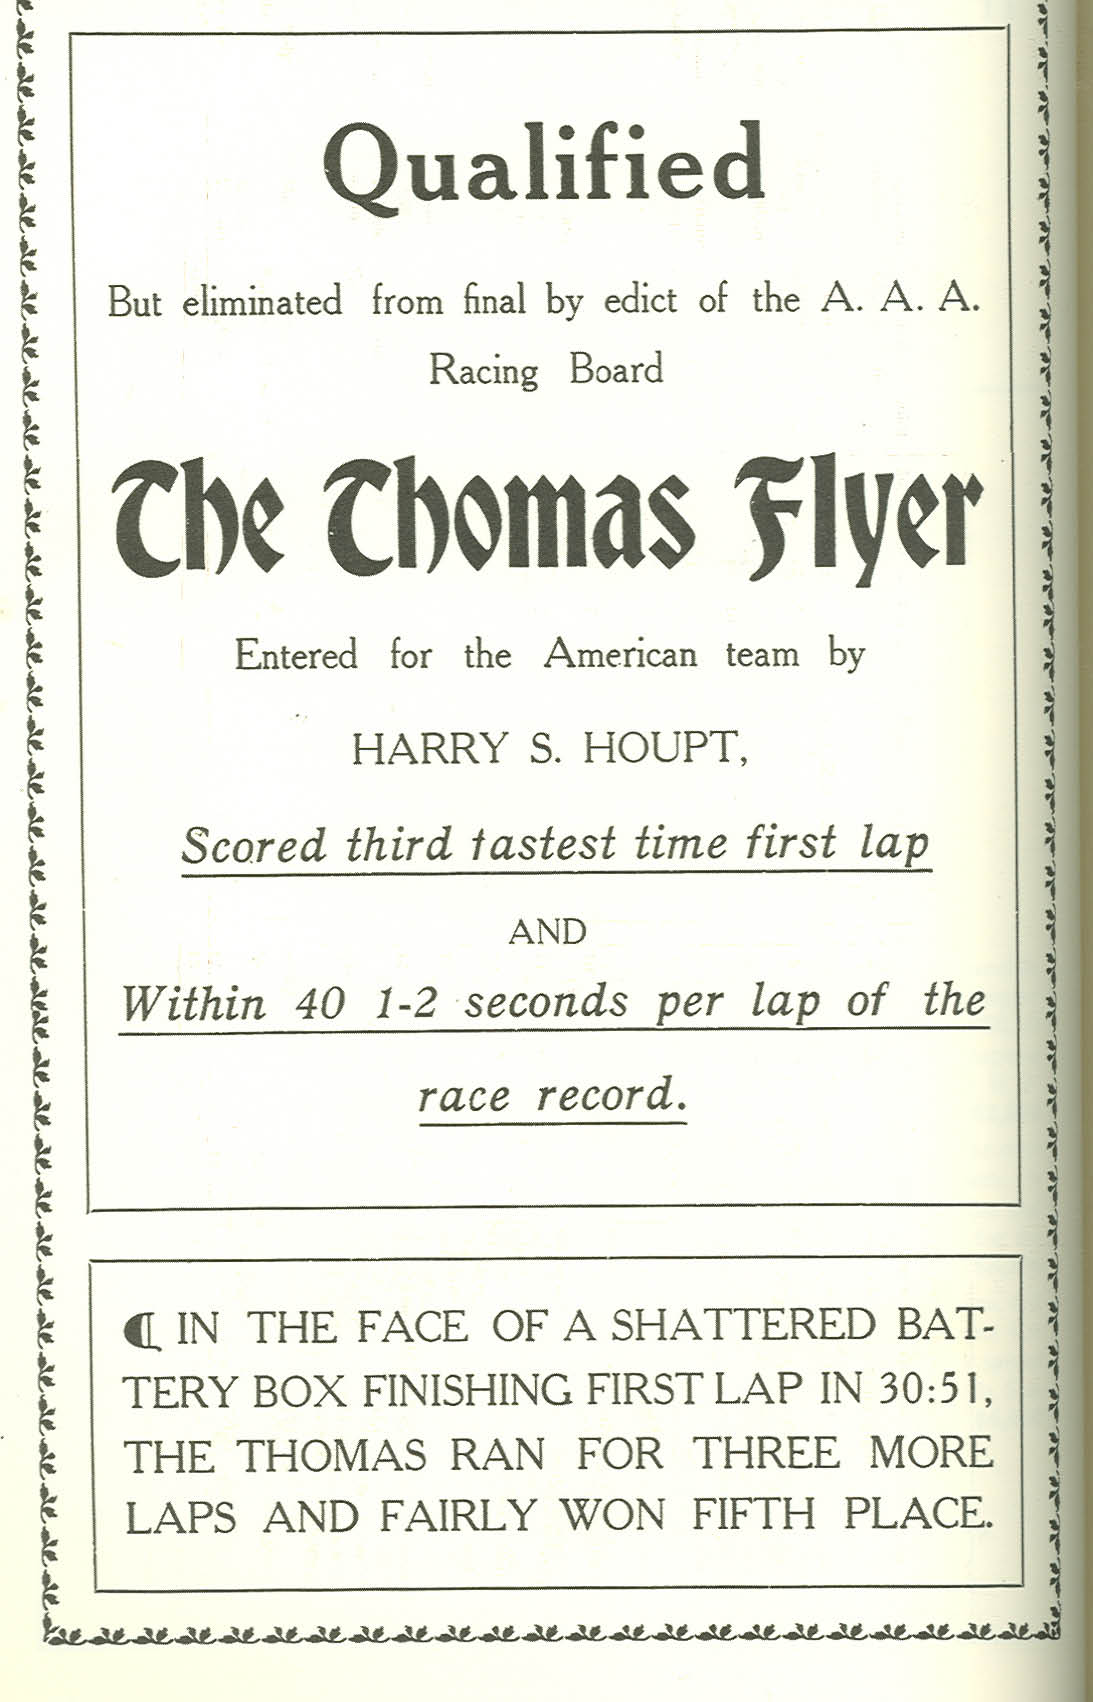 Qualified
But eliminated from final by edict of the A. A. A.
Racing Board
The Thomas Flyer
Entered for the American team by
HARRY S. HOUPT,
Scored third fastest time first lap
AND
Within 40 1-2 seconds per lap of the
race record.
¶ IN THE FACE OF A SHATTERED BAT-
TERY BOX FINISHING FIRST LAP IN 30:51,
THE THOMAS RAN FOR THREE MORE
LAPS AND FAIRLY WON FIFTH PLACE.